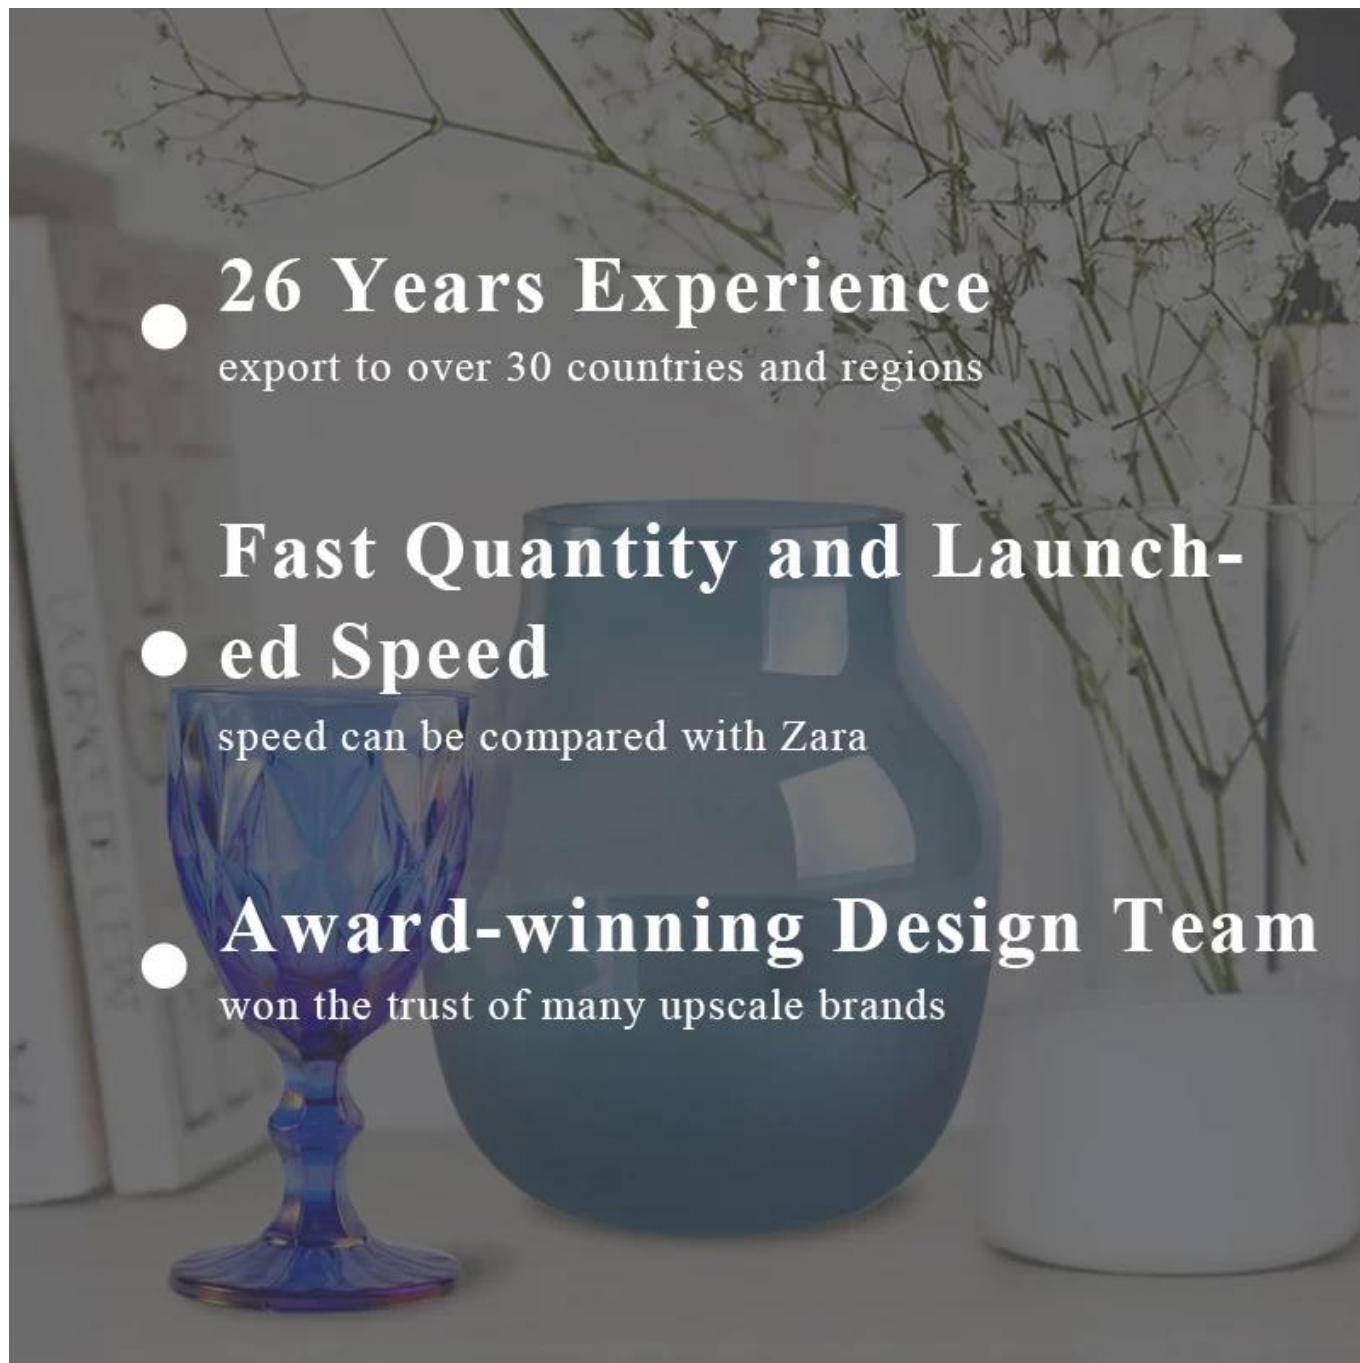 26 Years Experience
export to over 30 countries and regions
Fast Quantity and Launch-
ed Speed
speed can be compared with Zara
Award-winning Design Team
won the trust of many upscale brands